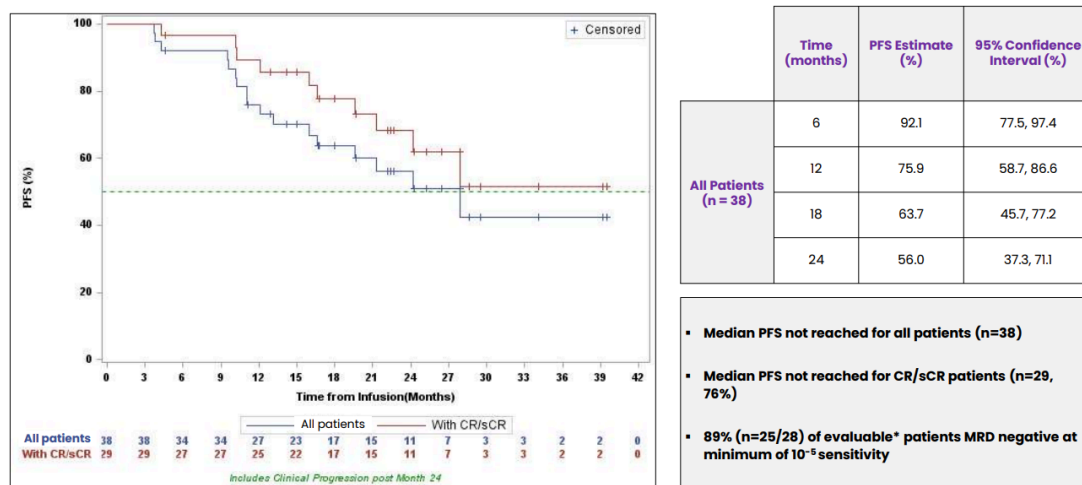 100
80
60
40
20
0
PFS (%)
+ Censored
0 3 6 9 12 15 18 21 24 27 30 33 36 39 42
Time from Infusion(Months)
All patients With CR/sCR
All patients 38 38 34 34 27 23 17 15 11 7 3 3 2 2 0
With CR/sCR 29 29 27 27 25 22 17 15 11 7 3 3 2 2 0
Includes Clinical Progression post Month 24
Time
(months)
PFS Estimate
(%)
95% Confidence
Interval (%)
All Patients
(n = 38)
6 92.1 77.5, 97.4
12 75.9 58.7, 86.6
18 63.7 45.7, 77.2
24 56.0 37.3, 71.1
▪ Median PFS not reached for all patients (n=38)
▪ Median PFS not reached for CR/sCR patients (n=29,
76%)
▪ 89% (n=25/28) of evaluable* patients MRD negative at
minimum of 10⁻⁵ sensitivity